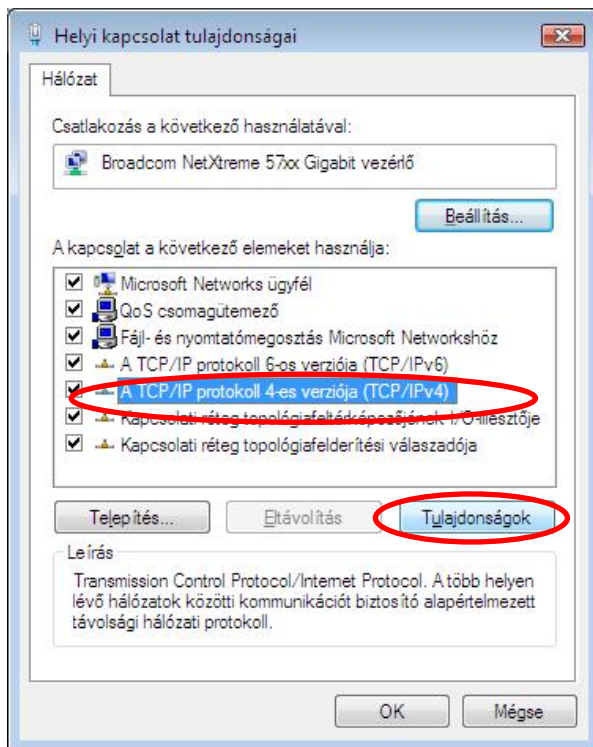 Helyi kapcsolat tulajdonságai
Hálózat
Csatlakozás a következő használatával:
Broadcom NetXtreme 57xx Gigabit vezérlő
Beállítás...
A kapcsolat a következő elemeket használja:
Microsoft Networks ügyfél
QoS csomagütemező
Fájl- és nyomtatómegosztás Microsoft Networkshöz
A TCP/IP protokoll 6-os verziója (TCP/IPv6)
A TCP/IP protokoll 4-es verziója (TCP/IPv4)
Kapcsolati réteg topológiafeltérképezőjének I/O-illesztője
Kapcsolati réteg topológiafelderítési válaszadója
Telepítés...
Eltávolítás
Tulajdonságok
Leírás
Transmission Control Protocol/Internet Protocol. A több helyen
lévő hálózatok közötti kommunikációt biztosító alapértelmezett
távolsági hálózati protokoll.
OK
Mégse